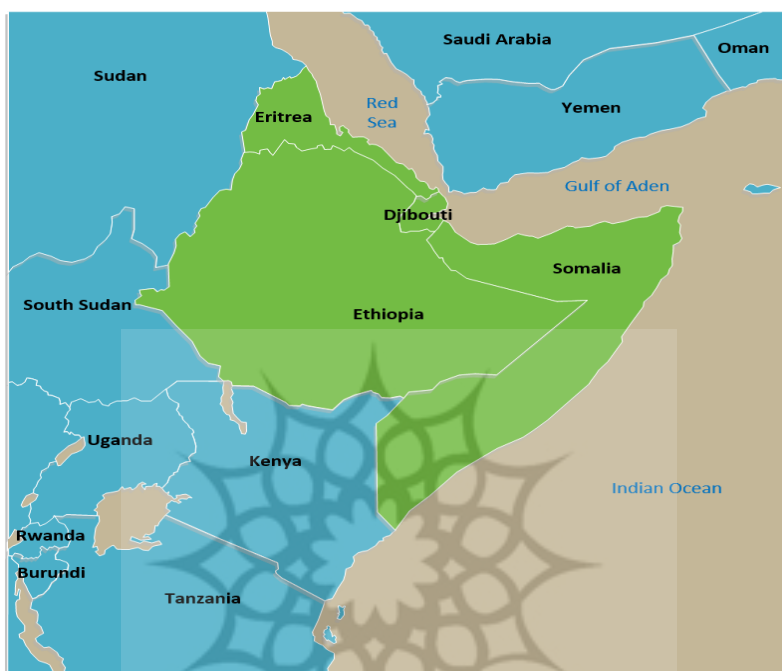 Saudi Arabia
Oman
Sudan
Red
Sea
Yemen
Eritrea
Gulf of Aden
Djibouti
Somalia
South Sudan
Ethiopia
Uganda
Kenya
Indian Ocean
Rwanda
Burundi
Tanzania